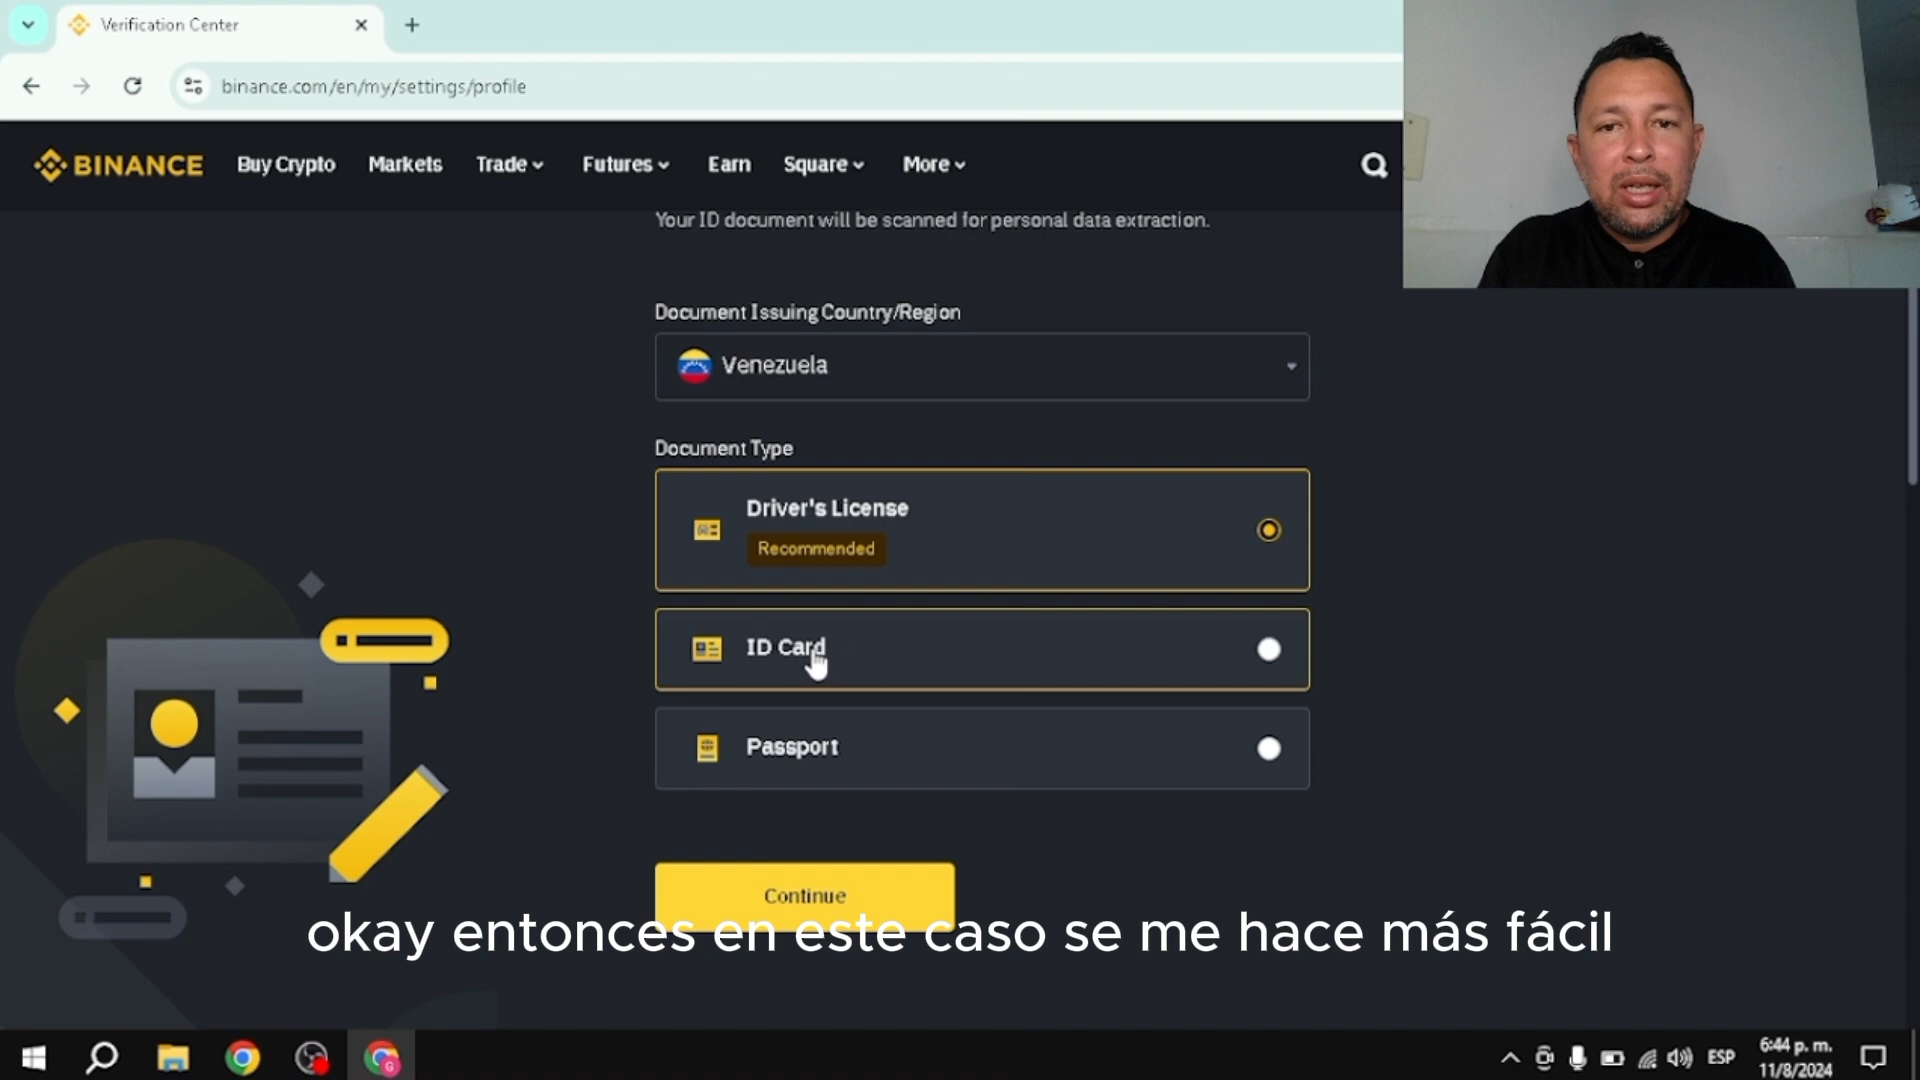 Verification Center
binance.com/en/my/settings/profile
BINANCE Buy Crypto Markets Trade Futures Earn Square More
Your ID document will be scanned for personal data extraction.
Document Issuing Country/Region
Venezuela
Document Type
Driver's License
Recommended
ID Card
Passport
Continue
okay entonces en este caso se me hace más fácil
G
ESP
6:44 p. m.
11/8/2024